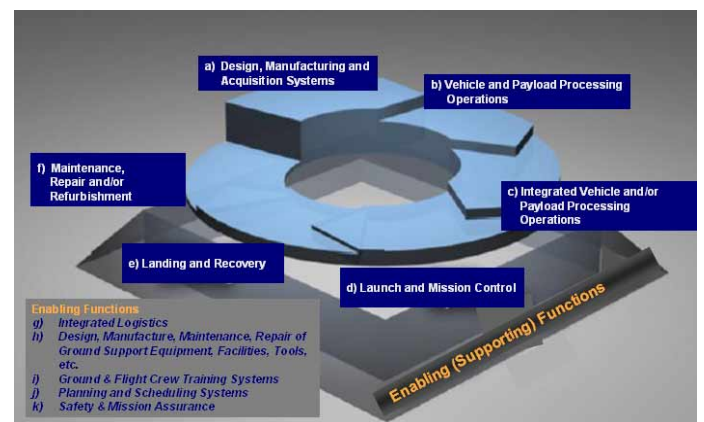 a) Design, Manufacturing and
Acquisition Systems
b) Vehicle and Payload Processing
Operations
f) Maintenance,
Repair and/or
Refurbishment
c) Integrated Vehicle and/or
Payload Processing
Operations
e) Landing and Recovery
d) Launch and Mission Control
Enabling (Supporting) Functions
Enabling Functions
g) Integrated Logistics
h) Design, Manufacture, Maintenance, Repair of
Ground Support Equipment, Facilities, Tools,
etc.
i) Ground & Flight Crew Training Systems
j) Planning and Scheduling Systems
k) Safety & Mission Assurance